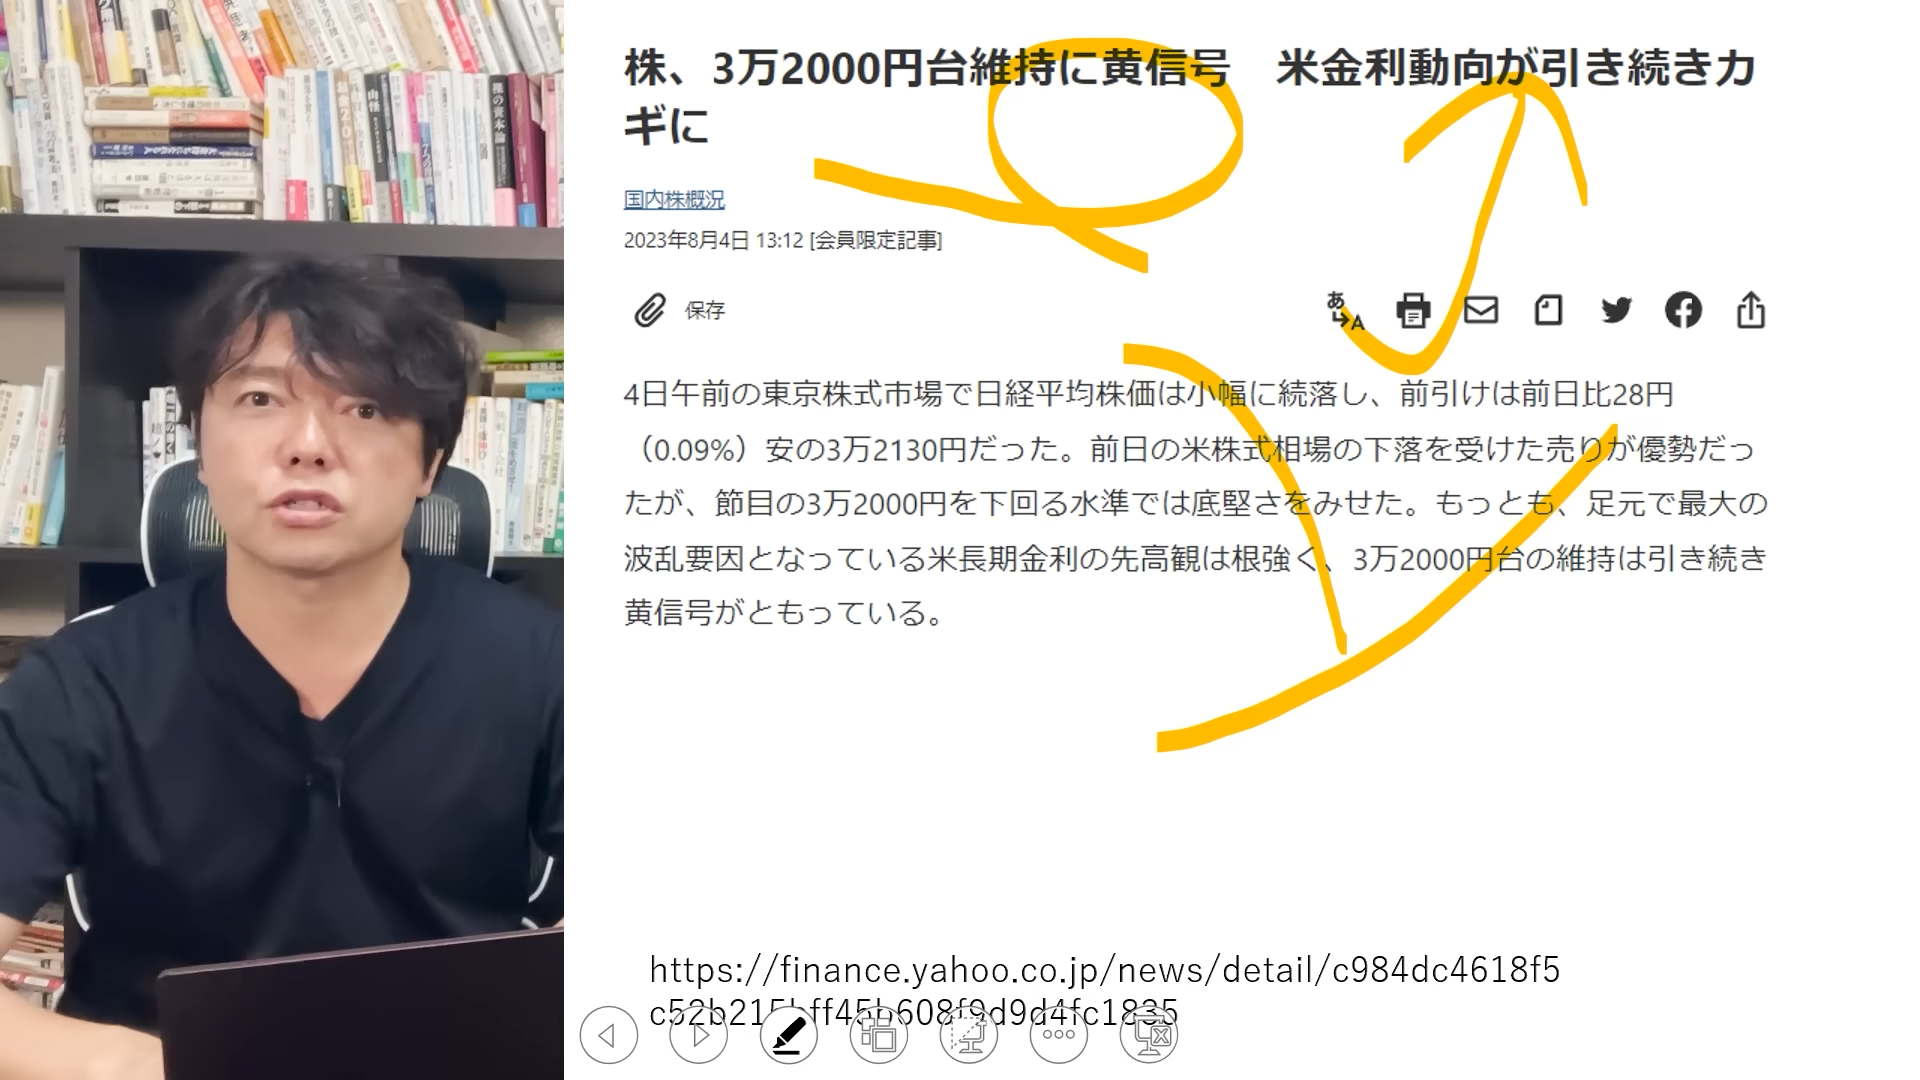 株、3万2000円台維持に黄信号　米金利動向が引き続きカ
ギに
国内株概況
2023年8月4日 13:12 [会員限定記事]
保存
4日午前の東京株式市場で日経平均株価は小幅に続落し、前引けは前日比28円
（0.09%）安の3万2130円だった。前日の米株式相場の下落を受けた売りが優勢だっ
たが、節目の3万2000円を下回る水準では底堅さをみせた。もっとも、足元で最大の
波乱要因となっている米長期金利の先高観は根強く、3万2000円台の維持は引き続き
黄信号がともっている。
https://finance.yahoo.co.jp/news/detail/c984dc4618f5